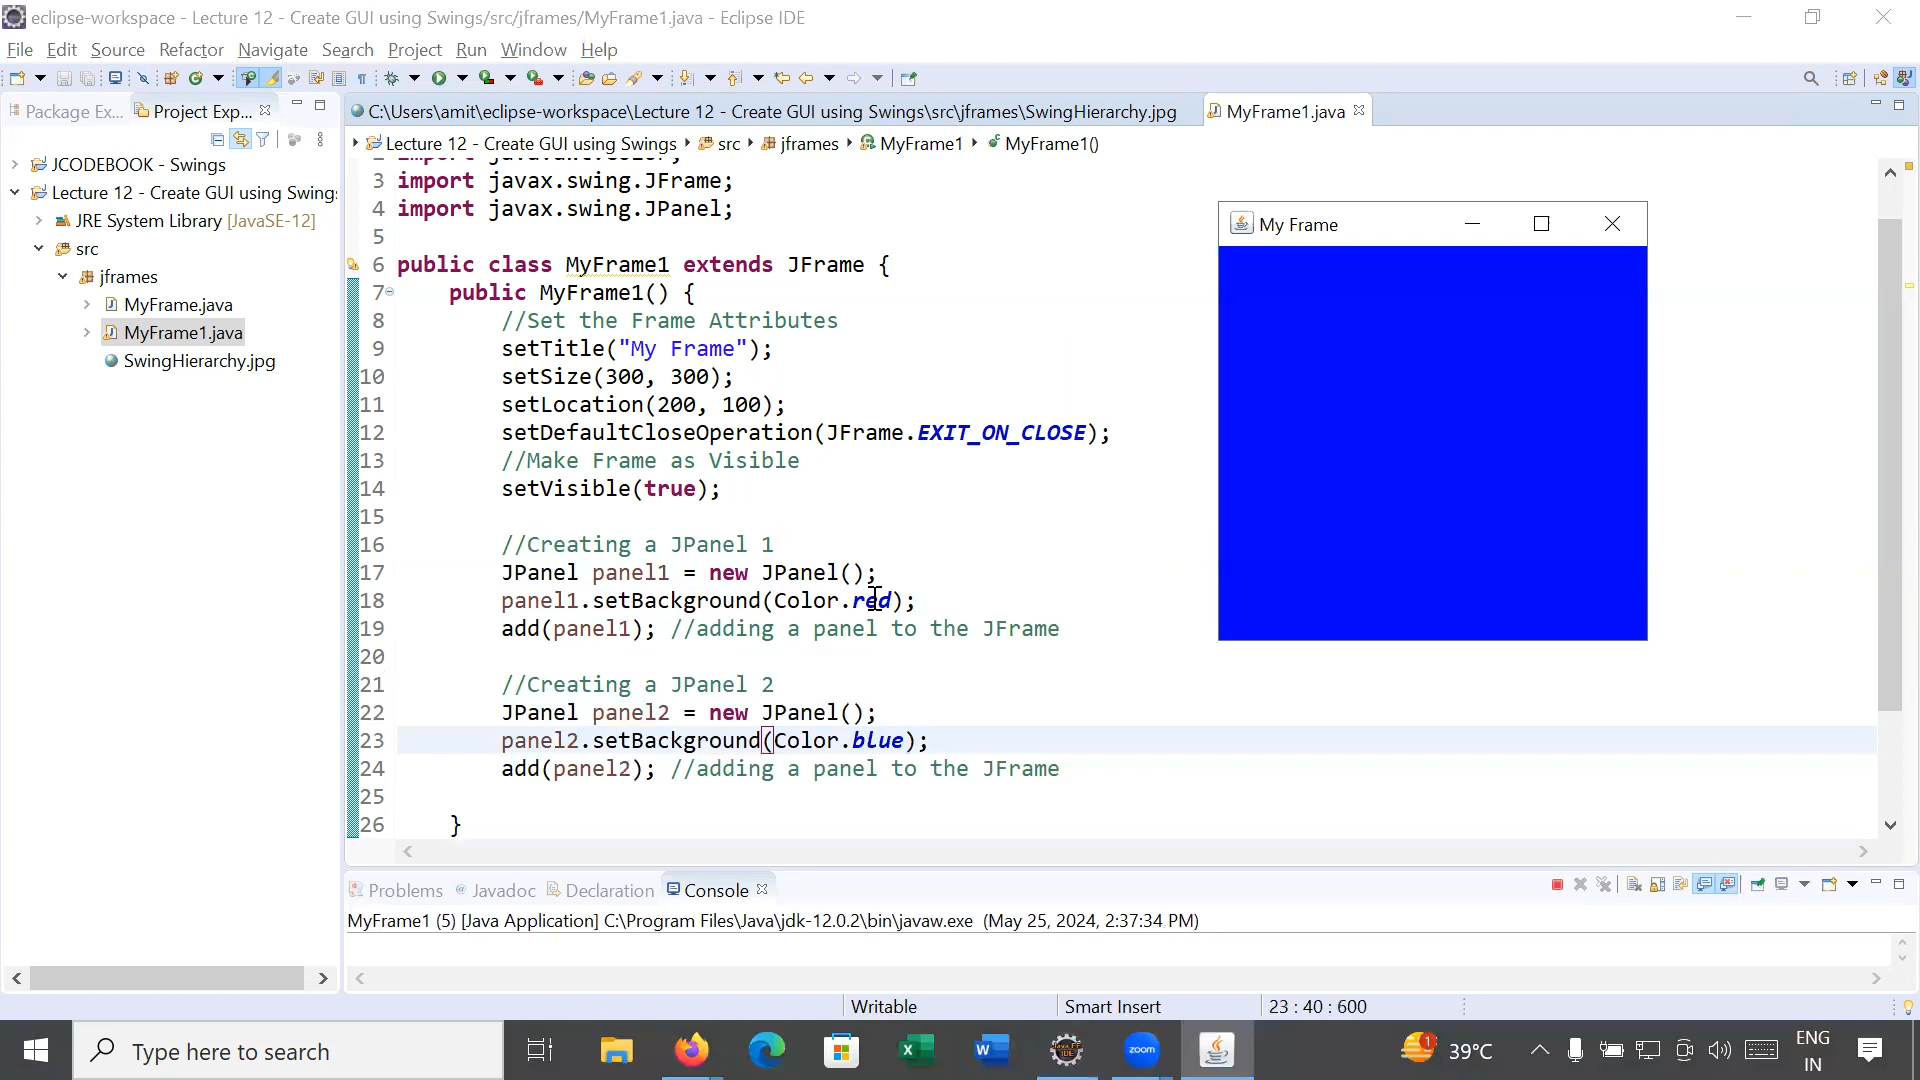 eclipse-workspace - Lecture 12 - Create GUI using Swings/src/jframes/MyFrame1.java - Eclipse IDE
File Edit Source Refactor Navigate Search Project Run Window Help
Package Ex... Project Exp...
JCODEBOOK - Swings
Lecture 12 - Create GUI using Swing
JRE System Library [JavaSE-12]
src
jframes
MyFrame.java
MyFrame1.java
SwingHierarchy.jpg
C:\Users\amit\eclipse-workspace\Lecture 12 - Create GUI using Swings\src\jframes\SwingHierarchy.jpg MyFrame1.java
Lecture 12 - Create GUI using Swings src jframes MyFrame1 MyFrame1()
2 import java.awt.Color;
3 import javax.swing.JFrame;
4 import javax.swing.JPanel;
5
6 public class MyFrame1 extends JFrame {
7 public MyFrame1() {
8 //Set the Frame Attributes
9 setTitle("My Frame");
10 setSize(300, 300);
11 setLocation(200, 100);
12 setDefaultCloseOperation(JFrame.EXIT_ON_CLOSE);
13 //Make Frame as Visible
14 setVisible(true);
15
16 //Creating a JPanel 1
17 JPanel panel1 = new JPanel();
18 panel1.setBackground(Color.red);
19 add(panel1); //adding a panel to the JFrame
20
21 //Creating a JPanel 2
22 JPanel panel2 = new JPanel();
23 panel2.setBackground(Color.blue);
24 add(panel2); //adding a panel to the JFrame
25
26 }
My Frame
Problems Javadoc Declaration Console
MyFrame1 (5) [Java Application] C:\Program Files\Java\jdk-12.0.2\bin\javaw.exe (May 25, 2024, 2:37:34 PM)
Writable Smart Insert 23 : 40 : 600
Type here to search
zoom
1
39°C
ENG
IN